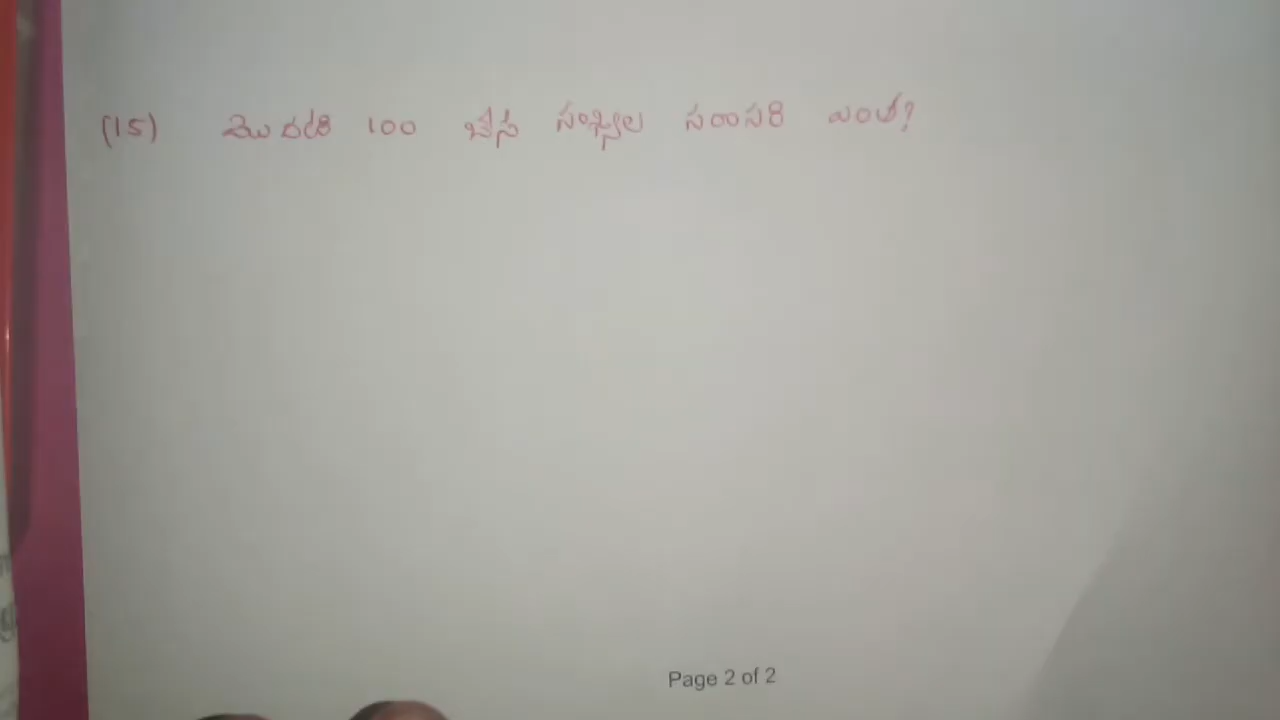 (15) మొదటి 100 బేసి సంఖ్యల సరాసరి ఎంత?
Page 2 of 2